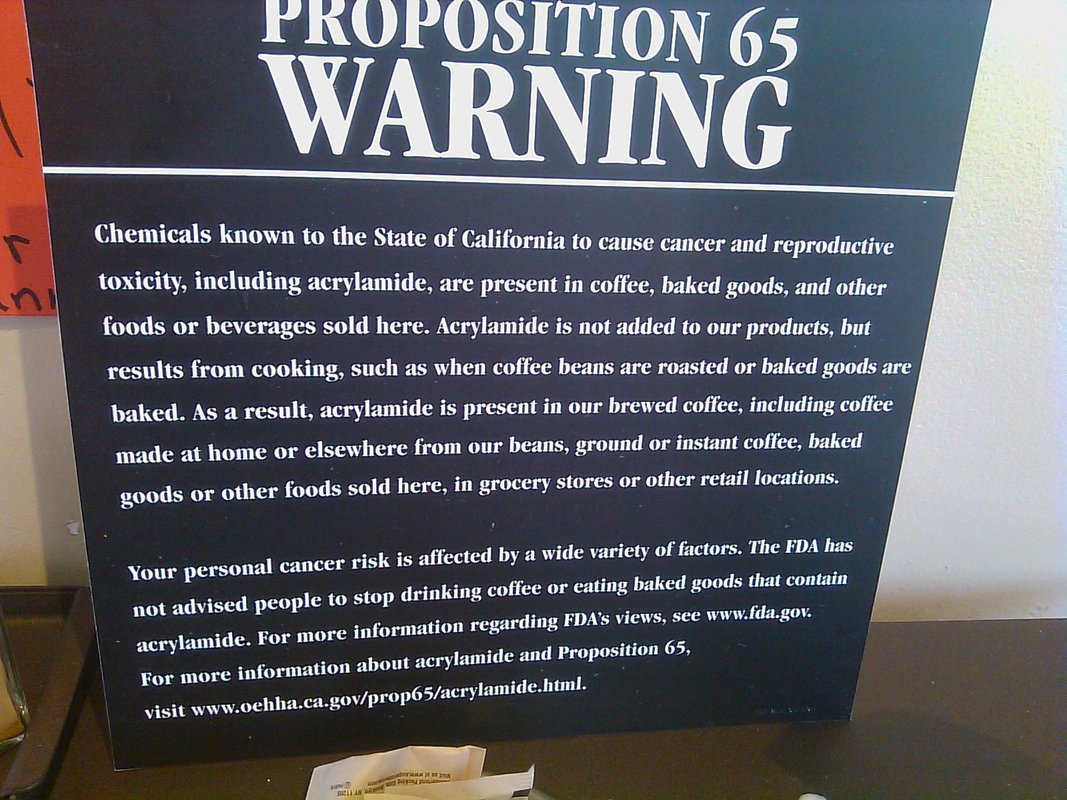 PROPOSITION 65
WARNING
Chemicals known to the State of California to cause cancer and reproductive
toxicity, including acrylamide, are present in coffee, baked goods, and other
foods or beverages sold here. Acrylamide is not added to our products, but
results from cooking, such as when coffee beans are roasted or baked goods are
baked. As a result, acrylamide is present in our brewed coffee, including coffee
made at home or elsewhere from our beans, ground or instant coffee, baked
goods or other foods sold here, in grocery stores or other retail locations.
Your personal cancer risk is affected by a wide variety of factors. The FDA has
not advised people to stop drinking coffee or eating baked goods that contain
acrylamide. For more information regarding FDA's views, see www.fda.gov.
For more information about acrylamide and Proposition 65,
visit www.oehha.ca.gov/prop65/acrylamide.html.